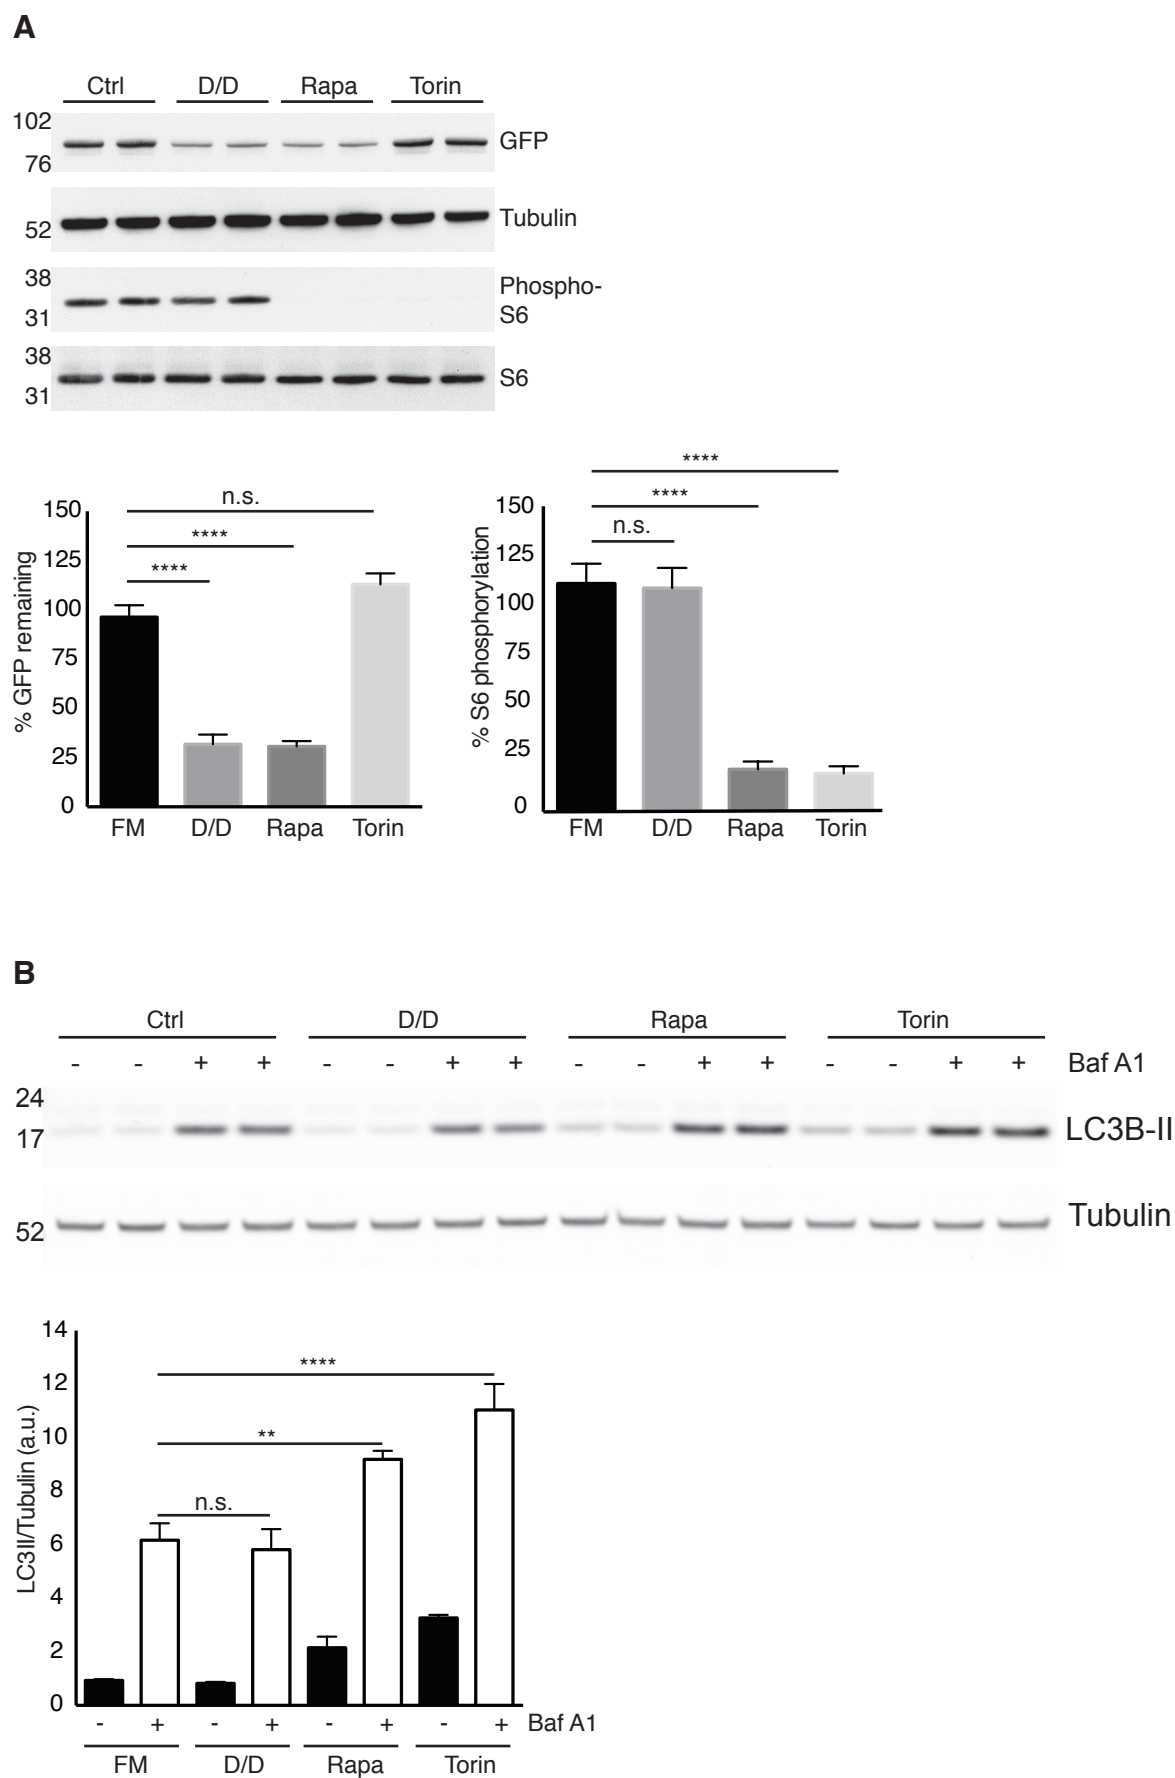 A
Ctrl D/D Rapa Torin
102
GFP
76
Tubulin
52
38
Phospho-
S6
31
38
S6
31
n.s.
****
****
% GFP remaining
150
125
100
75
50
25
0
FM D/D Rapa Torin
****
****
n.s.
% S6 phosphorylation
150
125
100
75
50
25
0
FM D/D Rapa Torin
B
Ctrl D/D Rapa Torin
- - + + - - + + - - + + - - + + Baf A1
24
17
LC3B-II
Tubulin
52
****
**
n.s.
LC3II/Tubulin (a.u.)
14
12
10
8
6
4
2
0
- + - + - + - + Baf A1
FM D/D Rapa Torin